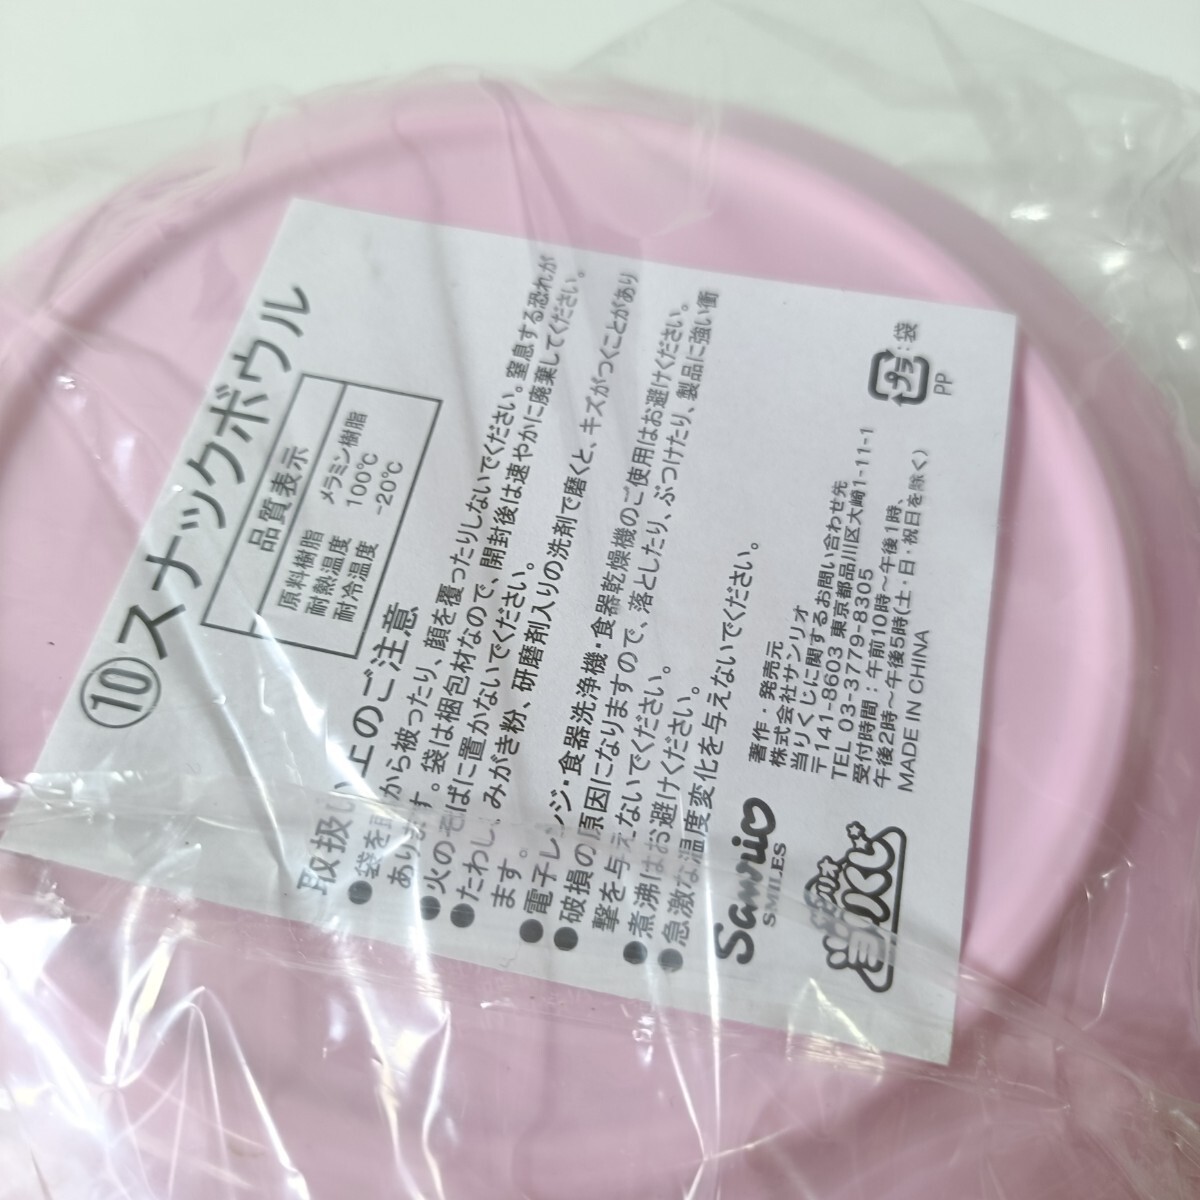 ⑩スナックボウル
品質表示
原料樹脂 メラミン樹脂
耐熱温度 100℃
耐冷温度 -20℃
取扱い上のご注意
●袋を頭から被ったり、顔を覆ったりしないでください。窒息する恐れが
あります。袋は梱包材なので、開封後は速やかに廃棄してください。
●火のそばに置かないでください。
●たわし、みがき粉、研磨剤入りの洗剤で磨くと、キズがつくことがあり
ます。
●電子レンジ・食器洗浄機・食器乾燥機のご使用はお避けください。
●破損の原因になりますので、落としたり、ぶつけたり、製品に強い衝
撃を与えないでください。
●煮沸はお避けください。
●急激な温度変化を与えないでください。
Sanrio
SMILES
著作・発売元
株式会社サンリオ
当りくじに関するお問い合わせ先
〒141-8603 東京都品川区大崎1-11-1
TEL 03-3779-8305
受付時間：午前10時～午後1時、
午後2時～午後5時(土・日・祝日を除く)
MADE IN CHINA
当りくじ
プラ：袋
PP